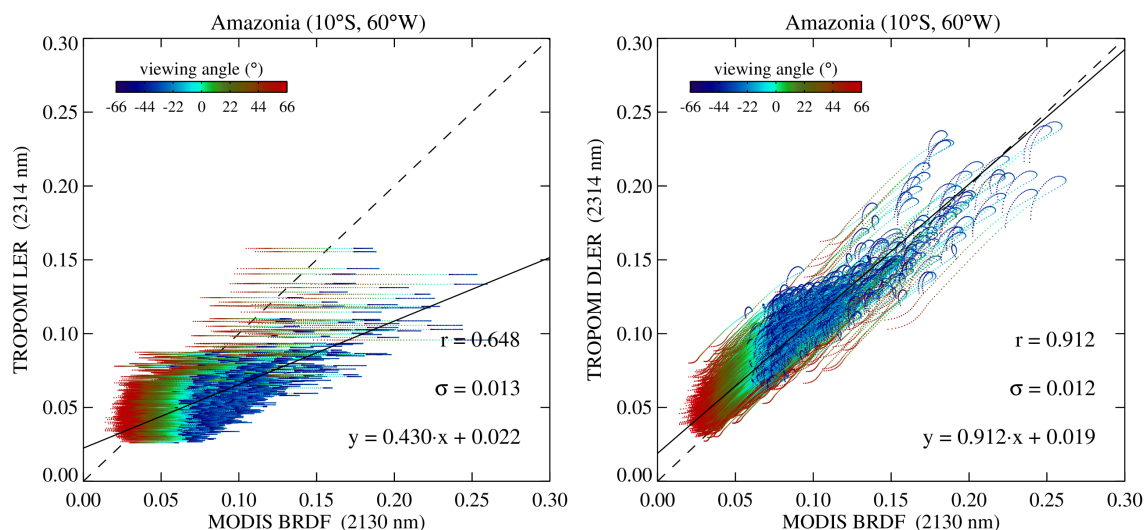 Amazonia (10°S, 60°W)
0.30
0.25
0.20
0.15
0.10
0.05
0.00
TROPOMI LER (2314 nm)
viewing angle (°)
-66 -44 -22 0 22 44 66
r = 0.648
σ = 0.013
y = 0.430·x + 0.022
0.00 0.05 0.10 0.15 0.20 0.25 0.30
MODIS BRDF (2130 nm)
Amazonia (10°S, 60°W)
0.30
0.25
0.20
0.15
0.10
0.05
0.00
TROPOMI DLER (2314 nm)
viewing angle (°)
-66 -44 -22 0 22 44 66
r = 0.912
σ = 0.012
y = 0.912·x + 0.019
0.00 0.05 0.10 0.15 0.20 0.25 0.30
MODIS BRDF (2130 nm)